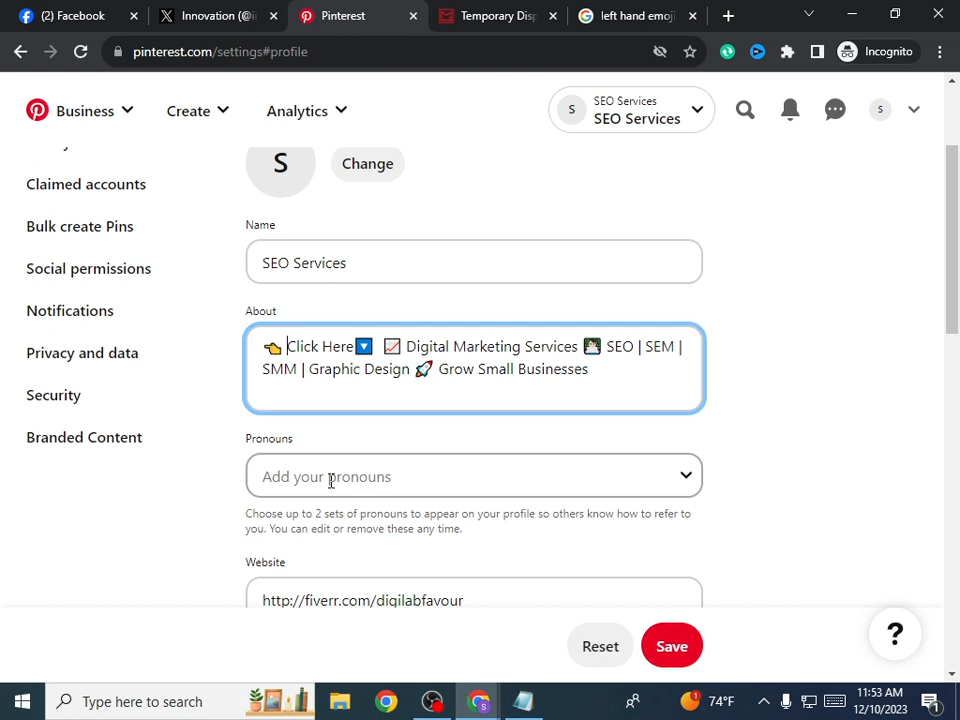 (2) Facebook
Innovation (@ii
Pinterest
Temporary Disp
left hand emoji
pinterest.com/settings#profile
Incognito
Business
Create
Analytics
S
SEO Services
SEO Services
S
Claimed accounts
Bulk create Pins
Social permissions
Notifications
Privacy and data
Security
Branded Content
S
Change
Name
SEO Services
About
👈 Click Here🔽 📈 Digital Marketing Services 👩🏻‍💻 SEO | SEM |
SMM | Graphic Design 🚀 Grow Small Businesses
Pronouns
Add your pronouns
Choose up to 2 sets of pronouns to appear on your profile so others know how to refer to
you. You can edit or remove these any time.
Website
http://fiverr.com/digilabfavour
Reset
Save
?
Type here to search
74°F
11:53 AM
12/10/2023